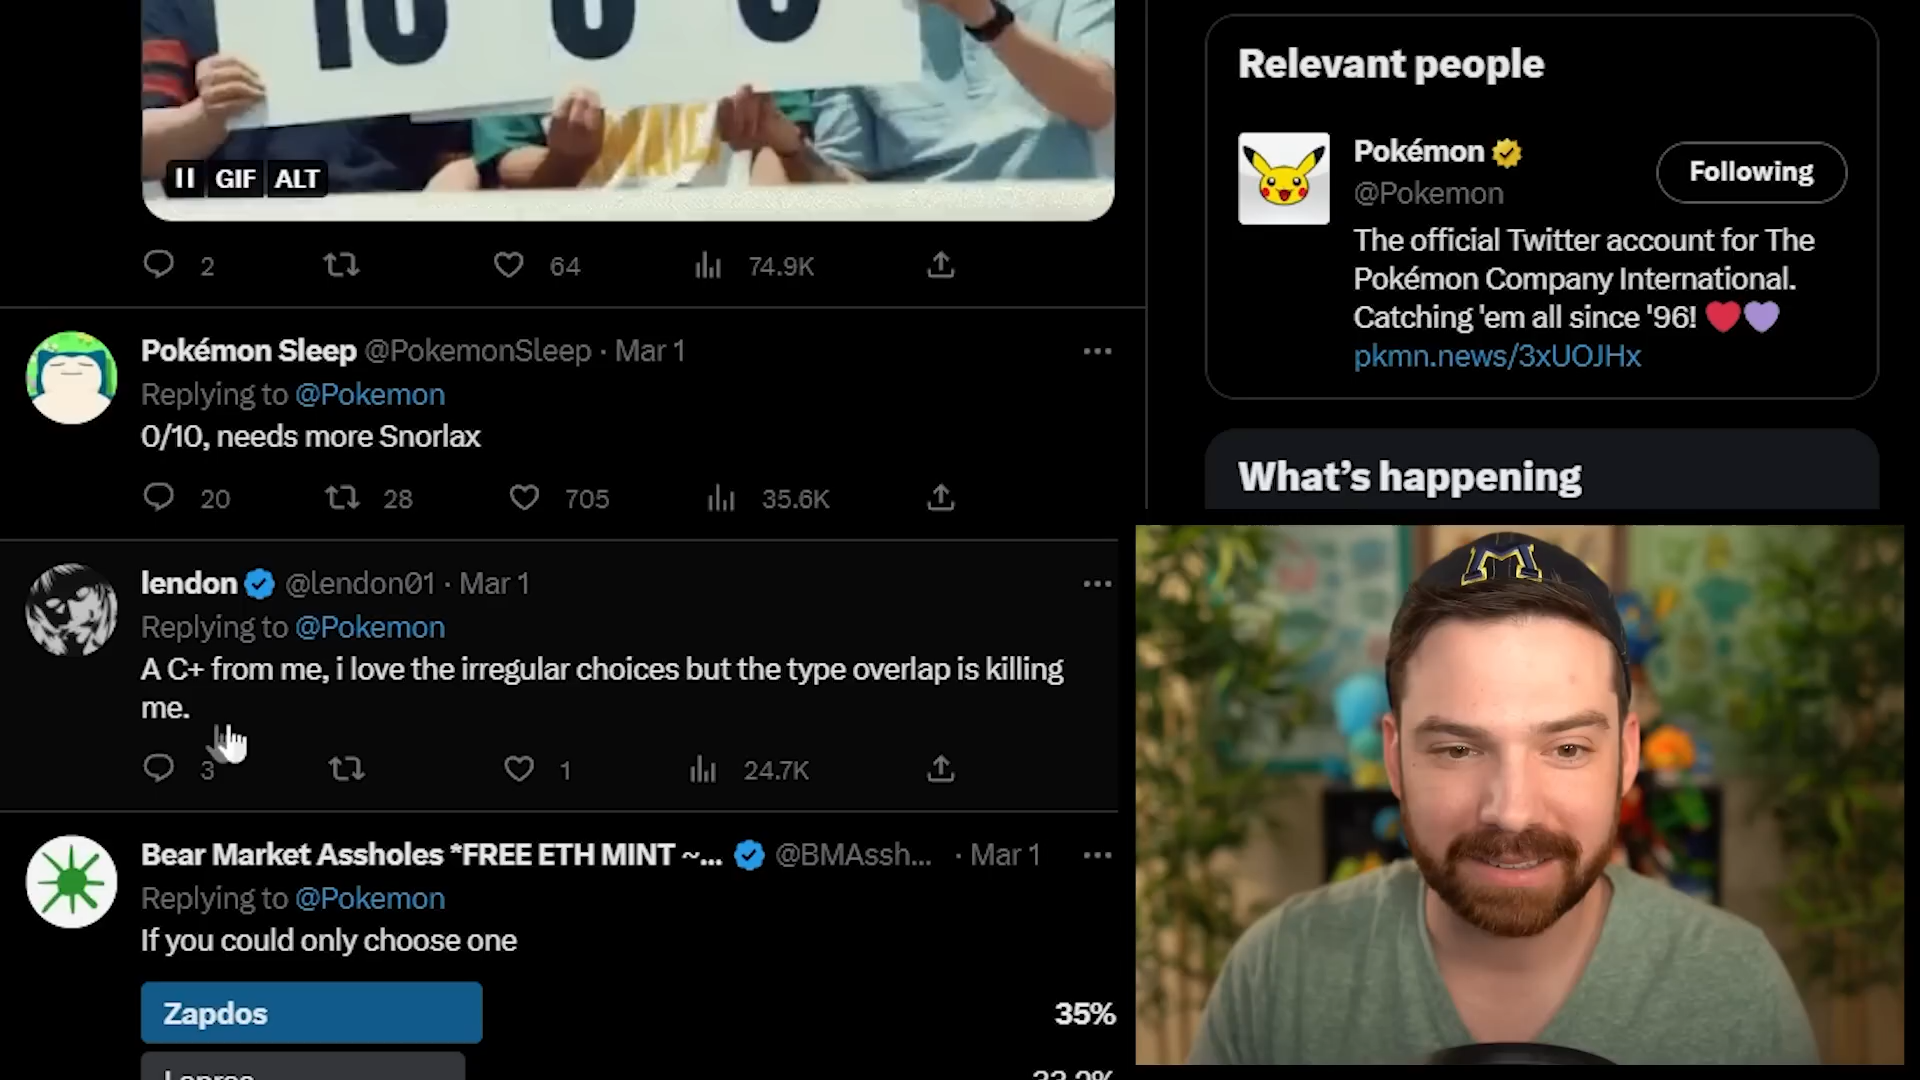 10 0 0
GIF ALT
2 64 74.9K
Pokémon Sleep @PokemonSleep · Mar 1
Replying to @Pokemon
0/10, needs more Snorlax
20 28 705 35.6K
lendon @lendon01 · Mar 1
Replying to @Pokemon
A C+ from me, i love the irregular choices but the type overlap is killing
me.
3 1 24.7K
Bear Market Assholes *FREE ETH MINT ~... @BMAssh... · Mar 1
Replying to @Pokemon
If you could only choose one
Zapdos 35%
Lapras
Relevant people
Pokémon
@Pokemon
Following
The official Twitter account for The
Pokémon Company International.
Catching 'em all since '96! ❤️💜
pkmn.news/3xUOJHx
What's happening
M